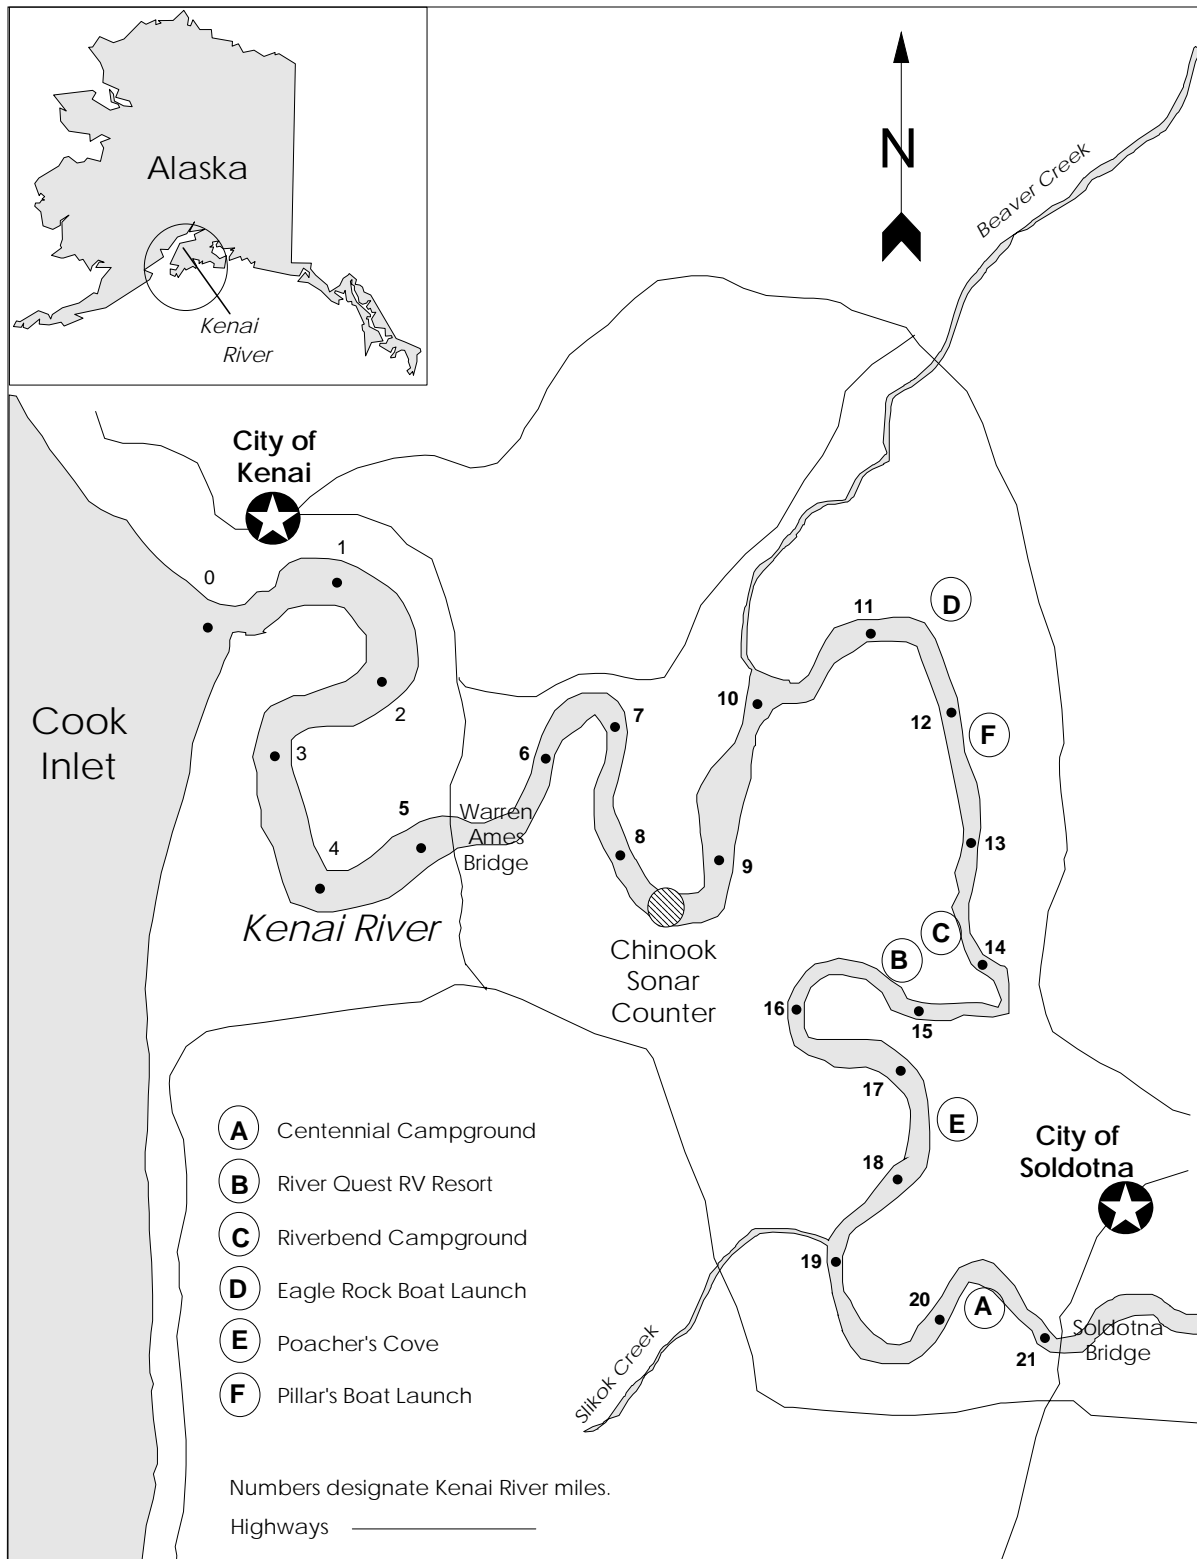 Alaska
Kenai
River
N
Beaver Creek
City of
Kenai
0
1
2
3
4
5
6
7
8
9
10
11
12
13
14
15
16
17
18
19
20
21
D
F
C
B
E
A
Cook
Inlet
Warren
Ames
Bridge
Kenai River
Chinook
Sonar
Counter
City of
Soldotna
Soldotna
Bridge
Slikok Creek
A Centennial Campground
B River Quest RV Resort
C Riverbend Campground
D Eagle Rock Boat Launch
E Poacher's Cove
F Pillar's Boat Launch
Numbers designate Kenai River miles.
Highways